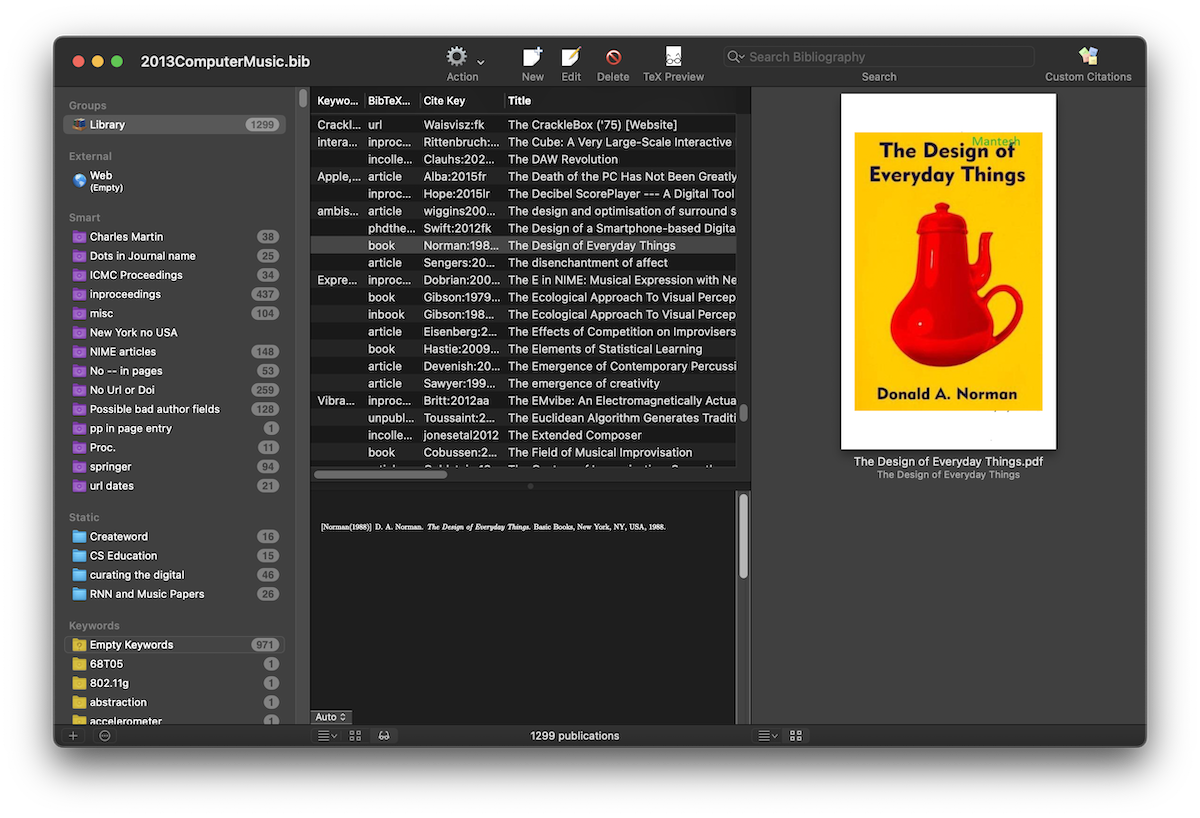 2013ComputerMusic.bib
Action
New
Edit
Delete
TeX Preview
Search Bibliography
Search
Custom Citations
Groups
Library 1299
External
Web
(Empty)
Smart
Charles Martin 38
Dots in Journal name 25
ICMC Proceedings 34
inproceedings 437
misc 104
New York no USA
NIME articles 148
No -- in pages 53
No Url or Doi 259
Possible bad author fields 128
pp in page entry 1
Proc. 11
springer 94
url dates 21
Static
Createword 16
CS Education 15
curating the digital 46
RNN and Music Papers 26
Keywords
Empty Keywords 971
68T05 1
802.11g 1
abstraction 1
accelerometer 1
Keywo... BibTeX... Cite Key Title
Crackl... url Waisvisz:fk The CrackleBox ('75) [Website]
intera... inproc... Rittenbruch:... The Cube: A Very Large-Scale Interactive
incolle... Clauhs:202... The DAW Revolution
Apple,... article Alba:2015fr The Death of the PC Has Not Been Greatly
inproc... Hope:2015lr The Decibel ScorePlayer --- A Digital Tool
ambis... article wiggins200... The design and optimisation of surround s
phdthe... Swift:2012fk The Design of a Smartphone-based Digita
book Norman:198... The Design of Everyday Things
article Sengers:20... The disenchantment of affect
Expre... inproc... Dobrian:200... The E in NIME: Musical Expression with Ne
book Gibson:1979... The Ecological Approach To Visual Percep
inbook Gibson:198... The Ecological Approach To Visual Percep
article Eisenberg:2... The Effects of Competition on Improvisers
book Hastie:2009... The Elements of Statistical Learning
article Devenish:20... The Emergence of Contemporary Percussi
article Sawyer:199... The emergence of creativity
Vibra... inproc... Britt:2012aa The EMvibe: An Electromagnetically Actua
unpubl... Toussaint:2... The Euclidean Algorithm Generates Traditi
incolle... jonesetal2012 The Extended Composer
book Cobussen:2... The Field of Musical Improvisation
[Norman(1988)] D. A. Norman. The Design of Everyday Things. Basic Books, New York, NY, USA, 1988.
Auto
1299 publications
Mantesh
The Design of
Everyday Things
Donald A. Norman
The Design of Everyday Things.pdf
The Design of Everyday Things